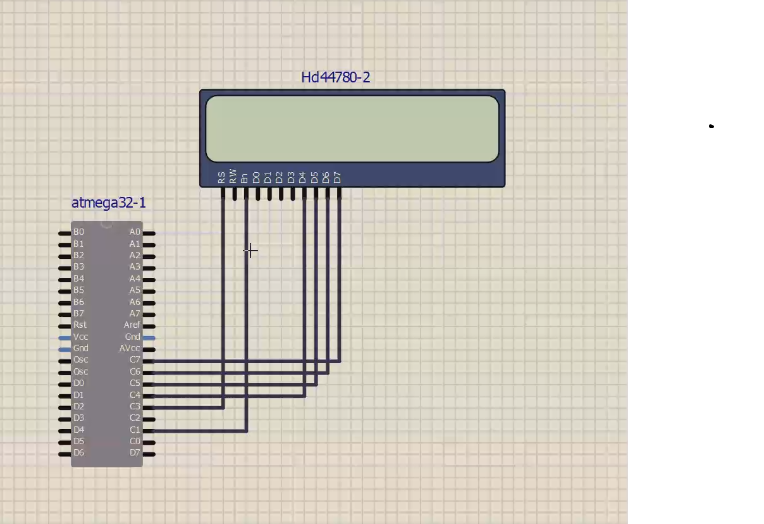 Hd44780-2
RS RW En D0 D1 D2 D3 D4 D5 D6 D7
atmega32-1
B0 A0
B1 A1
B2 A2
B3 A3
B4 A4
B5 A5
B6 A6
B7 A7
Rst Aref
Vcc Gnd
Gnd AVcc
Osc C7
Osc C6
D0 C5
D1 C4
D2 C3
D3 C2
D4 C1
D5 C0
D6 D7